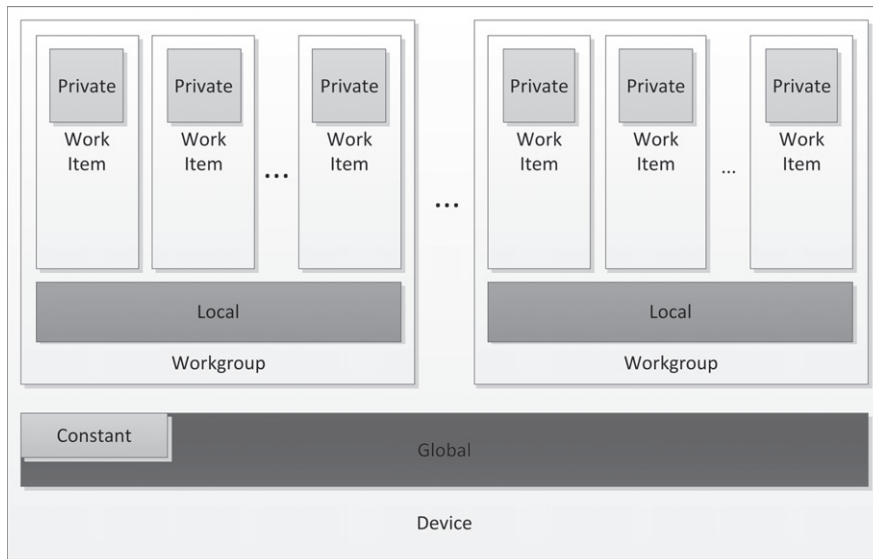 Private Private Private Private Private Private
Work Work Work Work Work Work
Item Item ... Item Item Item ... Item
...
Local Local
Workgroup Workgroup
Constant
Global
Device